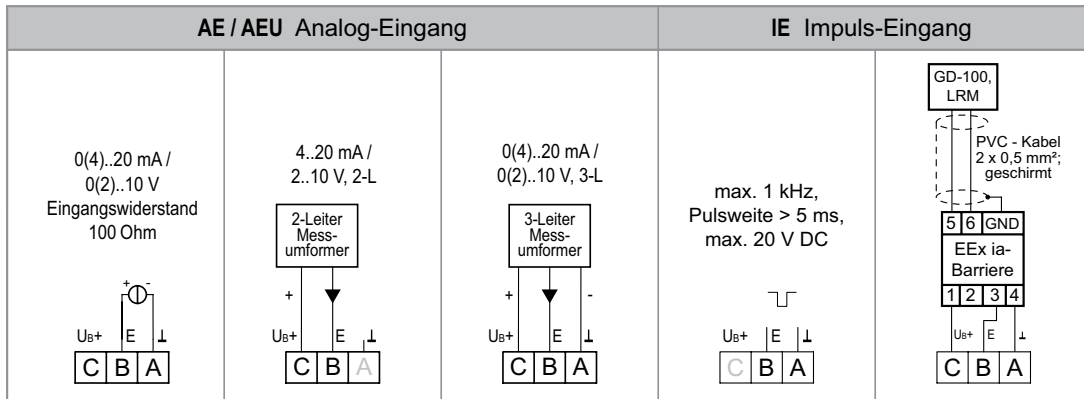 AE / AEU Analog-Eingang
IE Impuls-Eingang
0(4)..20 mA /
0(2)..10 V
Eingangswiderstand
100 Ohm
+ -
UB+ E ⊥
C B A
4..20 mA /
2..10 V, 2-L
2-Leiter
Mess-
umformer
+
UB+ E ⊥
C B A
0(4)..20 mA /
0(2)..10 V, 3-L
3-Leiter
Mess-
umformer
+ -
UB+ E ⊥
C B A
max. 1 kHz,
Pulsweite > 5 ms,
max. 20 V DC
UB+ E ⊥
C B A
GD-100,
LRM
PVC - Kabel
2 x 0,5 mm²;
geschirmt
5 6 GND
EEx ia-
Barriere
1 2 3 4
UB+ E ⊥
C B A